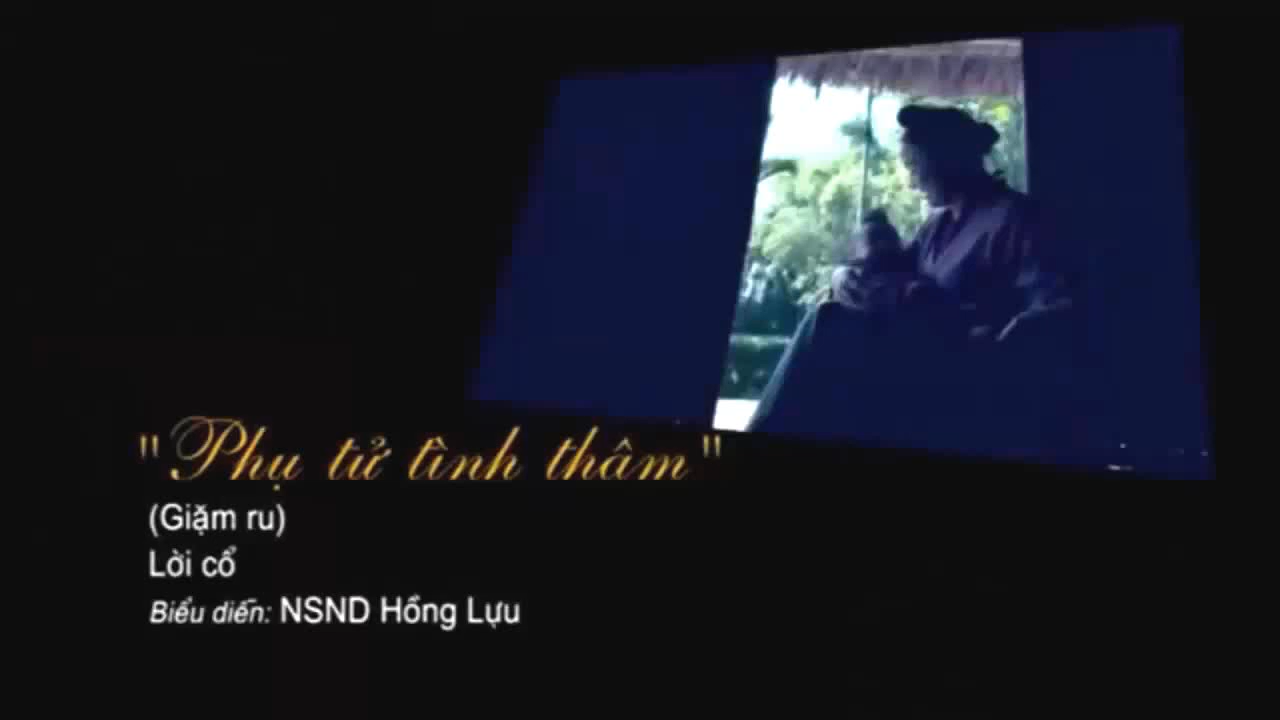 "Phụ tử tình thâm"
(Giặm ru)
Lời cổ
Biểu diễn: NSND Hồng Lựu